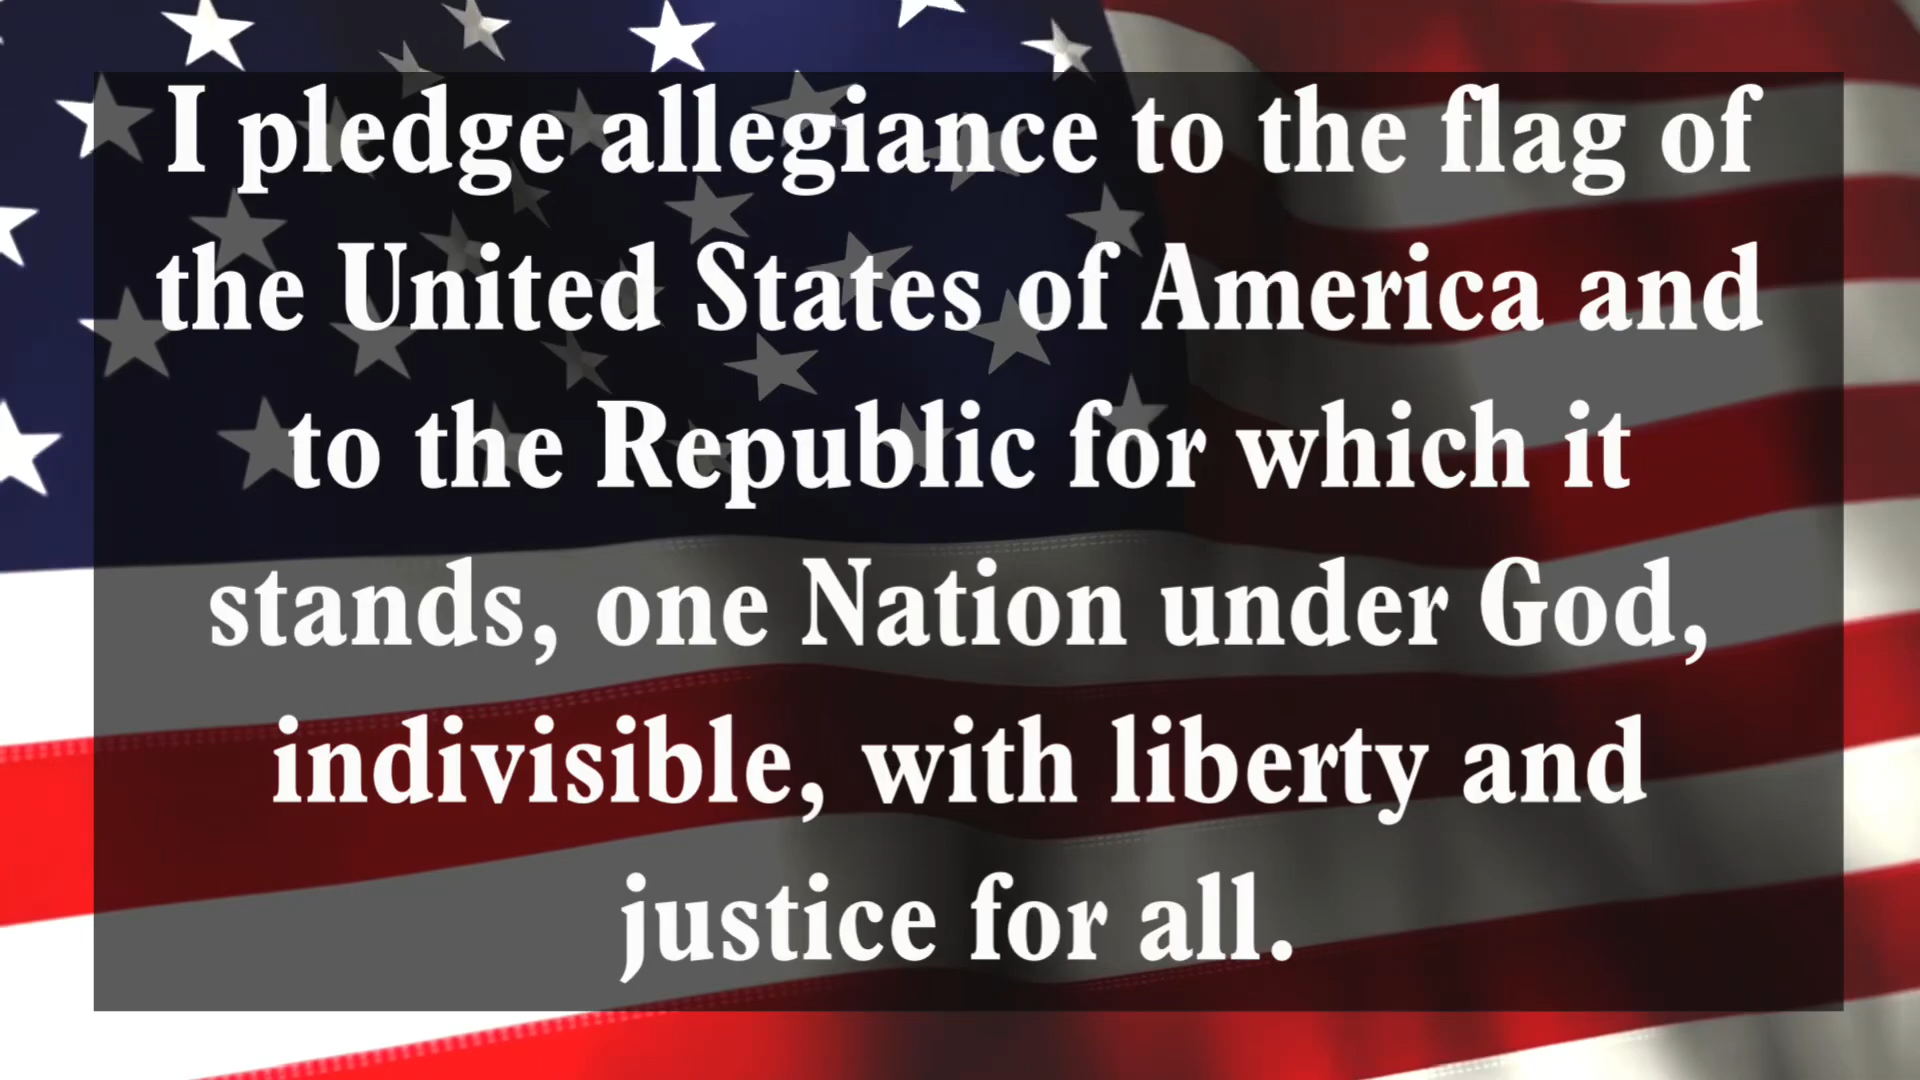 I pledge allegiance to the flag of
the United States of America and
to the Republic for which it
stands, one Nation under God,
indivisible, with liberty and
justice for all.